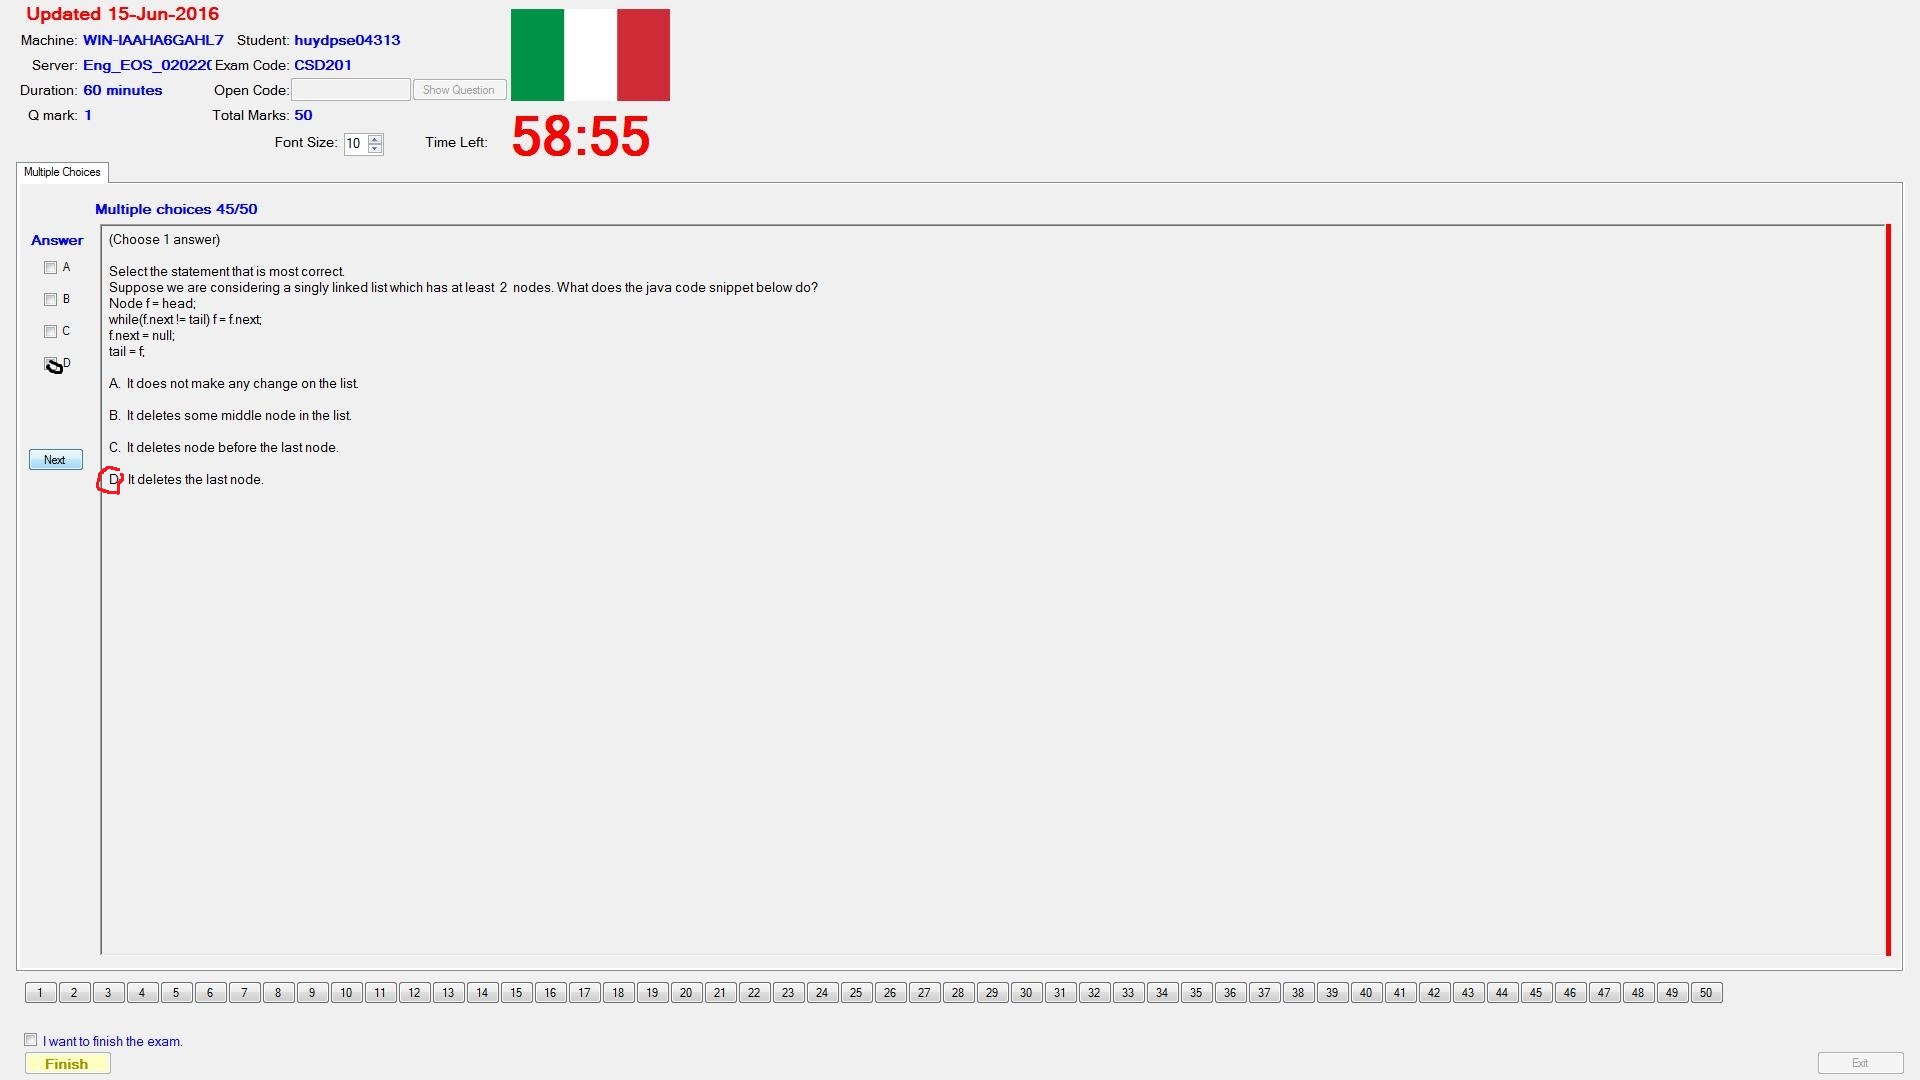 Updated 15-Jun-2016
Machine: WIN-IAAHA6GAHL7 Student: huydpse04313
Server: Eng_EOS_02022( Exam Code: CSD201
Duration: 60 minutes Open Code: Show Question
Q mark: 1 Total Marks: 50
Font Size: 10 Time Left: 58:55
Multiple Choices
Multiple choices 45/50
Answer
A
B
C
D
Next
(Choose 1 answer)
Select the statement that is most correct.
Suppose we are considering a singly linked list which has at least 2 nodes. What does the java code snippet below do?
Node f = head;
while(f.next != tail) f = f.next;
f.next = null;
tail = f;
A. It does not make any change on the list.
B. It deletes some middle node in the list.
C. It deletes node before the last node.
D. It deletes the last node.
1 2 3 4 5 6 7 8 9 10 11 12 13 14 15 16 17 18 19 20 21 22 23 24 25 26 27 28 29 30 31 32 33 34 35 36 37 38 39 40 41 42 43 44 45 46 47 48 49 50
I want to finish the exam.
Finish
Exit